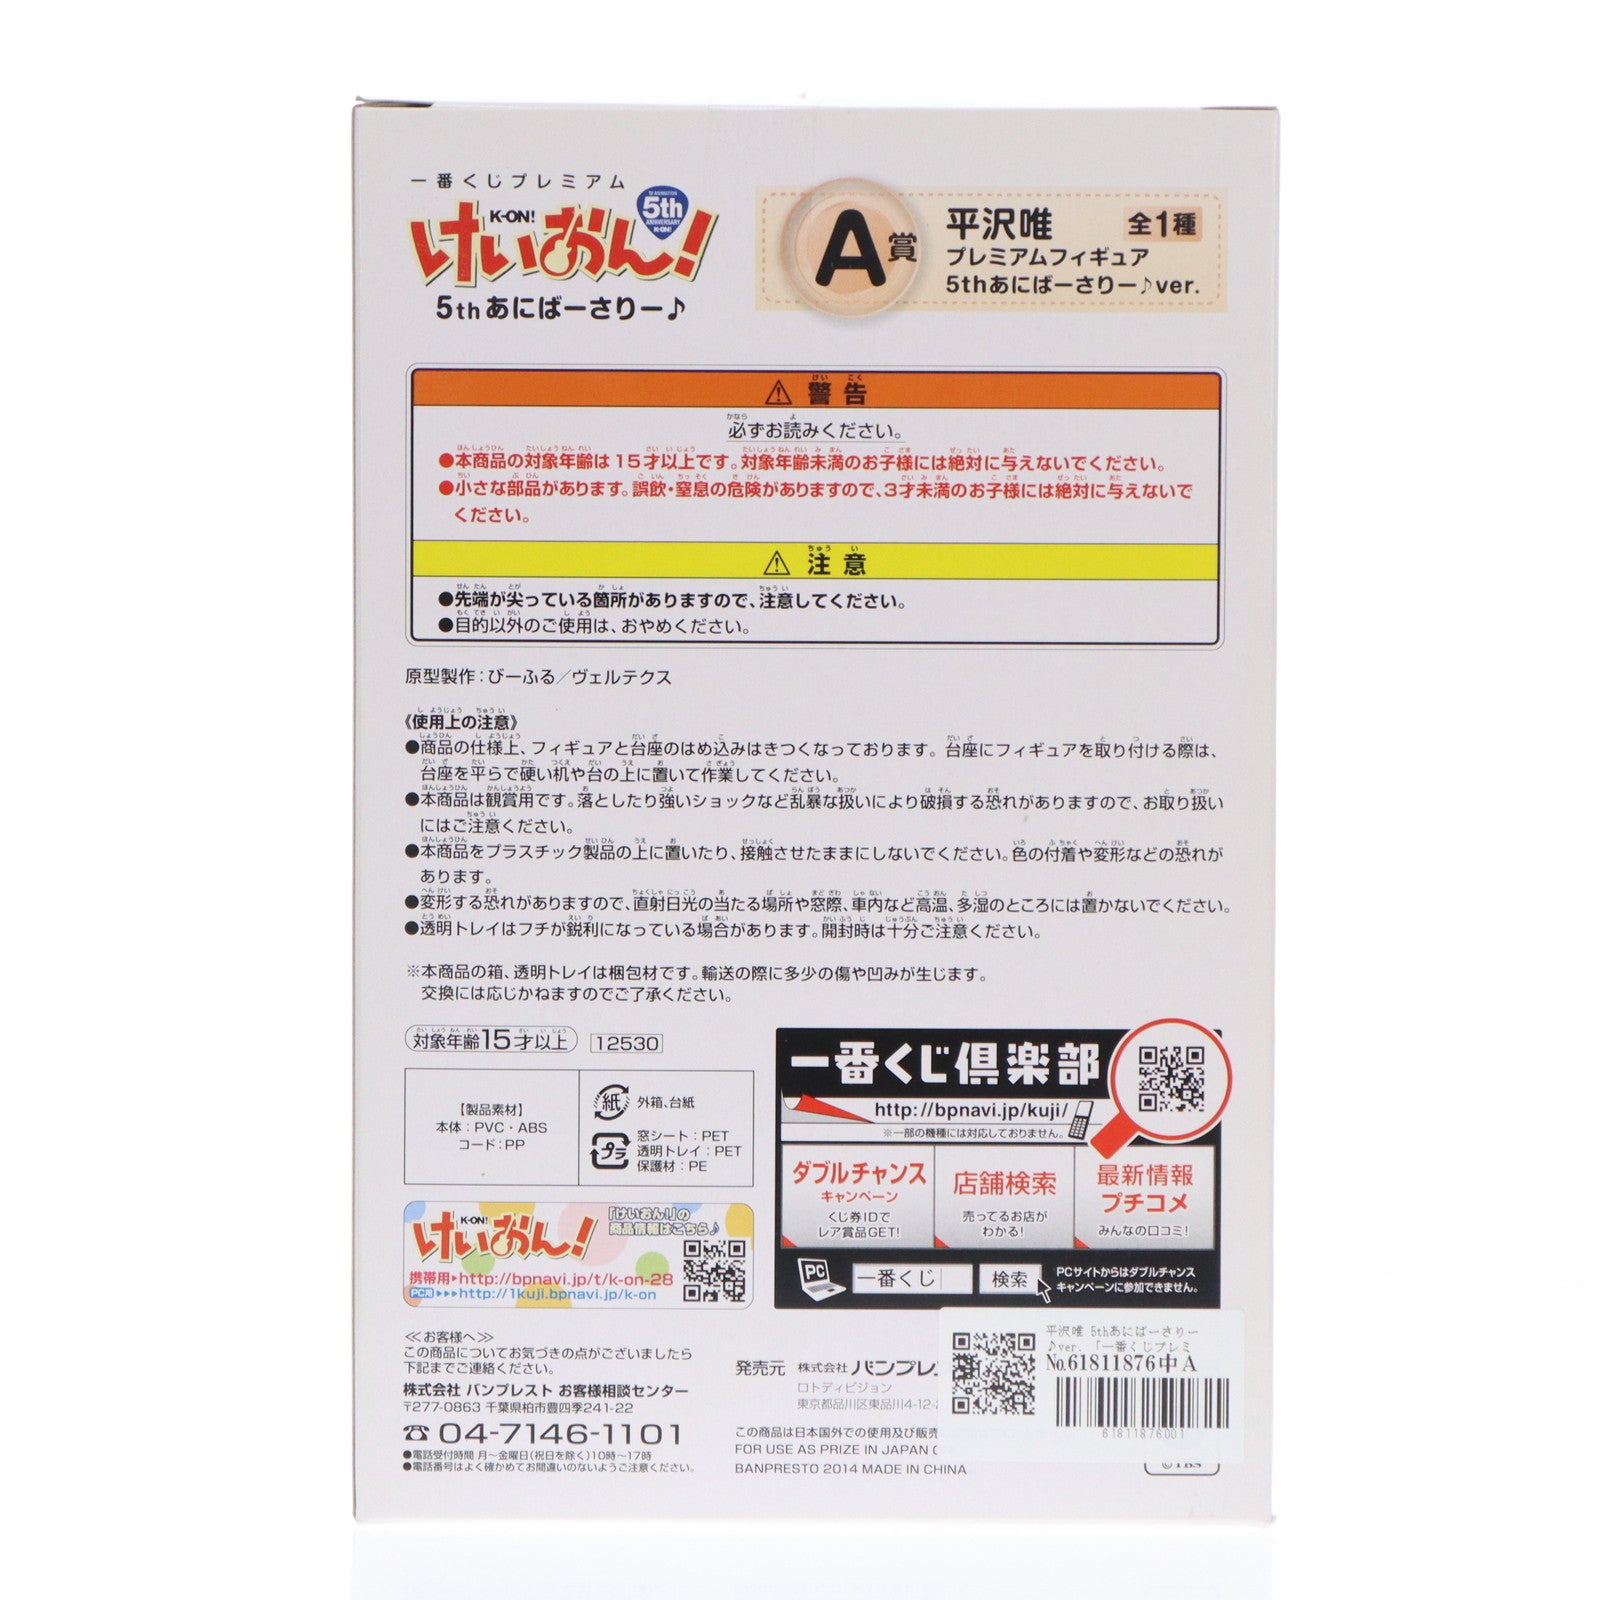 一番くじプレミアム
K-ON!
けいおん!
TV ANIMATION
5th
ANNIVERSARY
K-ON!
5thあにばーさりー♪
A賞
平沢唯
全1種
プレミアムフィギュア
5thあにばーさりー♪ver.
⚠警告
必ずお読みください。
●本商品の対象年齢は15才以上です。対象年齢未満のお子様には絶対に与えないでください。
●小さな部品があります。誤飲・窒息の危険がありますので、3才未満のお子様には絶対に与えないで
ください。
⚠注意
●先端が尖っている箇所がありますので、注意してください。
●目的以外のご使用は、おやめください。
原型製作：びーふる／ヴェルテクス
《使用上の注意》
●商品の仕様上、フィギュアと台座のはめ込みはきつくなっております。台座にフィギュアを取り付ける際は、
台座を平らで硬い机や台の上に置いて作業してください。
●本商品は観賞用です。落としたり強いショックなど乱暴な扱いにより破損する恐れがありますので、お取り扱い
にはご注意ください。
●本商品をプラスチック製品の上に置いたり、接触させたままにしないでください。色の付着や変形などの恐れが
あります。
●変形する恐れがありますので、直射日光の当たる場所や窓際、車内など高温、多湿のところには置かないでください。
●透明トレイはフチが鋭利になっている場合があります。開封時は十分ご注意ください。
※本商品の箱、透明トレイは梱包材です。輸送の際に多少の傷や凹みが生じます。
交換には応じかねますのでご了承ください。
対象年齢15才以上
12530
【製品素材】
本体：PVC・ABS
コード：PP
紙
外箱、台紙
プラ
窓シート：PET
透明トレイ：PET
保護材：PE
一番くじ倶楽部
http://bpnavi.jp/kuji/
※一部の機種には対応しておりません。
ダブルチャンス
キャンペーン
くじ券IDで
レア賞品GET!
店舗検索
売ってるお店が
わかる!
最新情報
プチコメ
みんなの口コミ!
PC
一番くじ
検索
PCサイトからはダブルチャンス
キャンペーンに参加できません。
K-ON!
けいおん!
「けいおん!」の
商品情報はこちら♪
携帯用▶http://bpnavi.jp/t/k-on-28
PC用▶▶▶http://1kuji.bpnavi.jp/k-on
≪お客様へ≫
この商品についてお気づきの点がございましたら
下記までご連絡ください。
株式会社 バンプレスト お客様相談センター
〒277-0863 千葉県柏市豊四季241-22
☎04-7146-1101
●電話受付時間 月〜金曜日(祝日を除く)10時〜17時
●電話番号はよく確かめてお間違いのないようご注意ください。
発売元 株式会社バンプレ
ロトディビジョン
東京都品川区東品川4-12-
この商品は日本国外での使用及び販売
FOR USE AS PRIZE IN JAPAN
BANPRESTO 2014 MADE IN CHINA
平沢唯 5thあにばーさりー
♪ver. 「一番くじプレミ
No.61811876中A
61811876001
©TBS